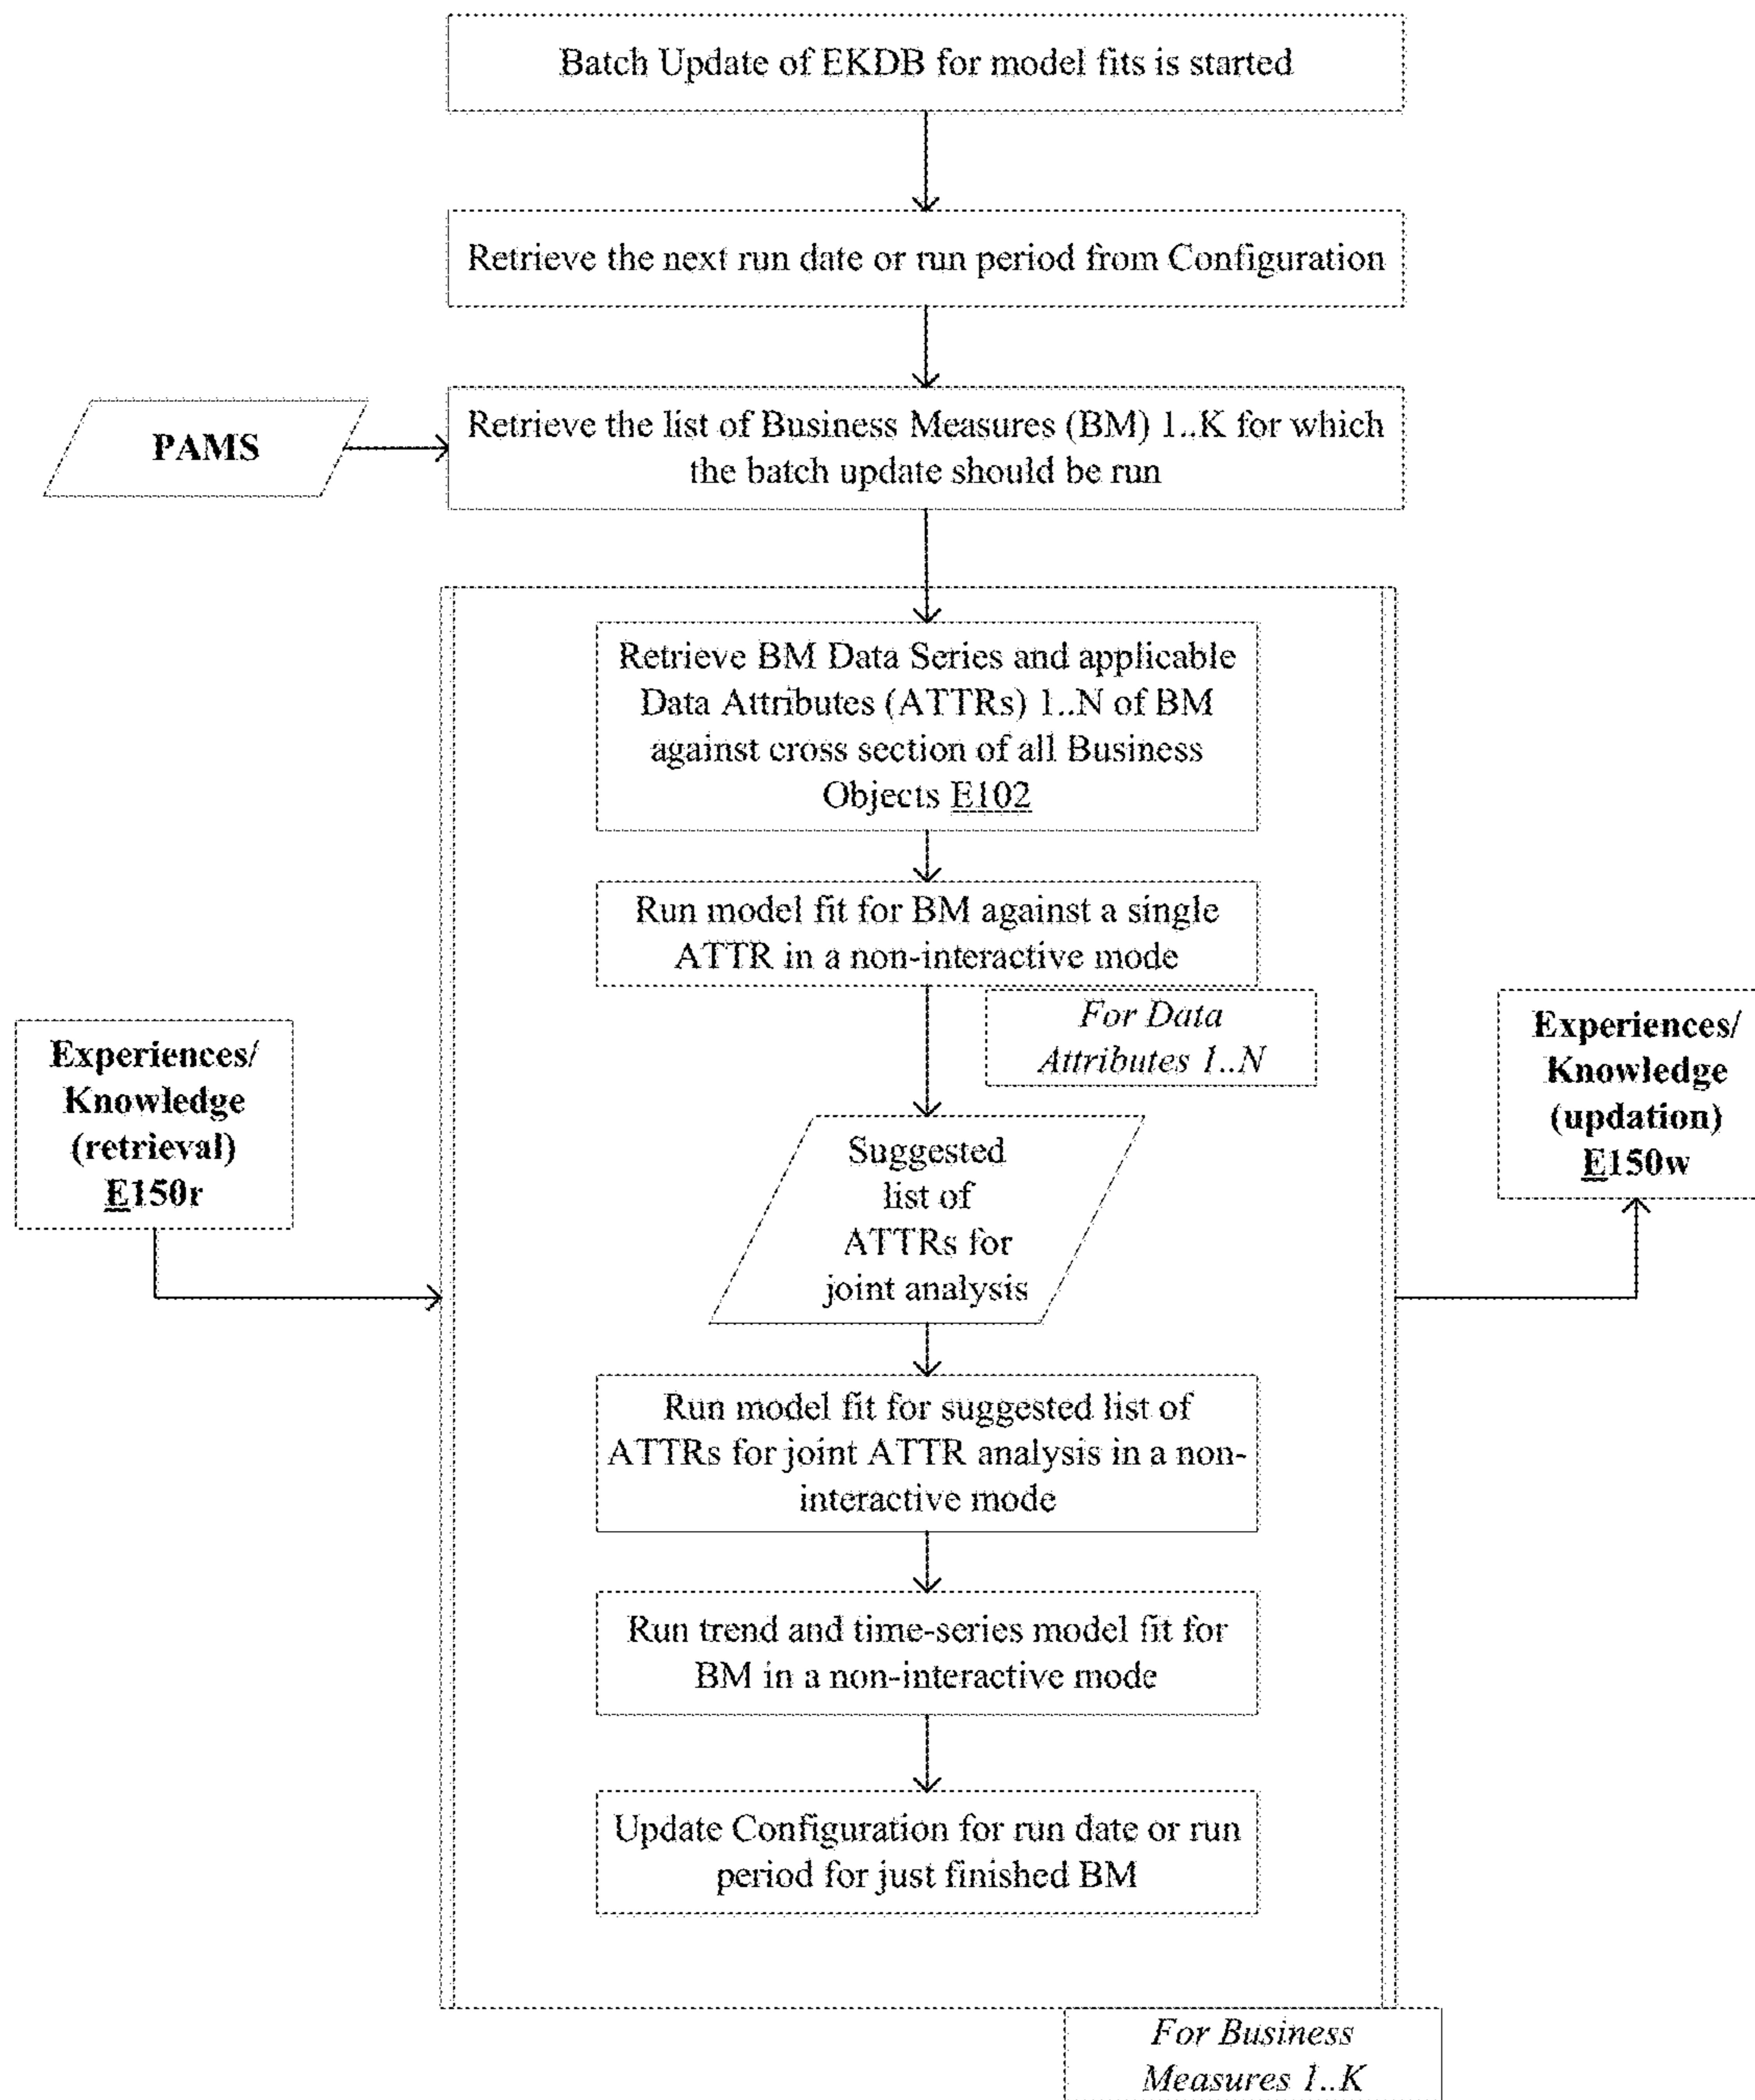 Batch Update of EKDB for model fits is started
Retrieve the next run date or run period from Configuration
PAMS
Retrieve the list of Business Measures (BM) 1..K for which
the batch update should be run
Retrieve BM Data Series and applicable
Data Attributes (ATTRs) 1..N of BM
against cross section of all Business
Objects E102
Run model fit for BM against a single
ATTR in a non-interactive mode
For Data
Attributes 1..N
Experiences/
Knowledge
(retrieval)
E150r
Experiences/
Knowledge
(updation)
E150w
Suggested
list of
ATTRs for
joint analysis
Run model fit for suggested list of
ATTRs for joint ATTR analysis in a non-
interactive mode
Run trend and time-series model fit for
BM in a non-interactive mode
Update Configuration for run date or run
period for just finished BM
For Business
Measures 1..K